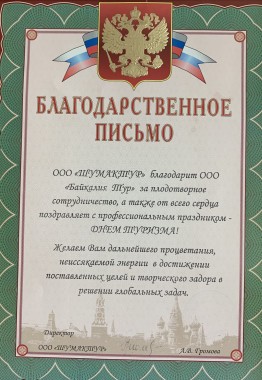 БЛАГОДАРСТВЕННОЕ
ПИСЬМО
ООО «ШУМАКТУР» благодарит ООО
«Байкалия Тур» за плодотворное
сотрудничество, а также от всего сердца
поздравляет с профессиональным праздником -
ДНЕМ ТУРИЗМА!
Желаем Вам дальнейшего процветания,
неиссякаемой энергии в достижении
поставленных целей и творческого задора в
решении глобальных задач.
Директор
ООО «ШУМАКТУР» А.В. Громова